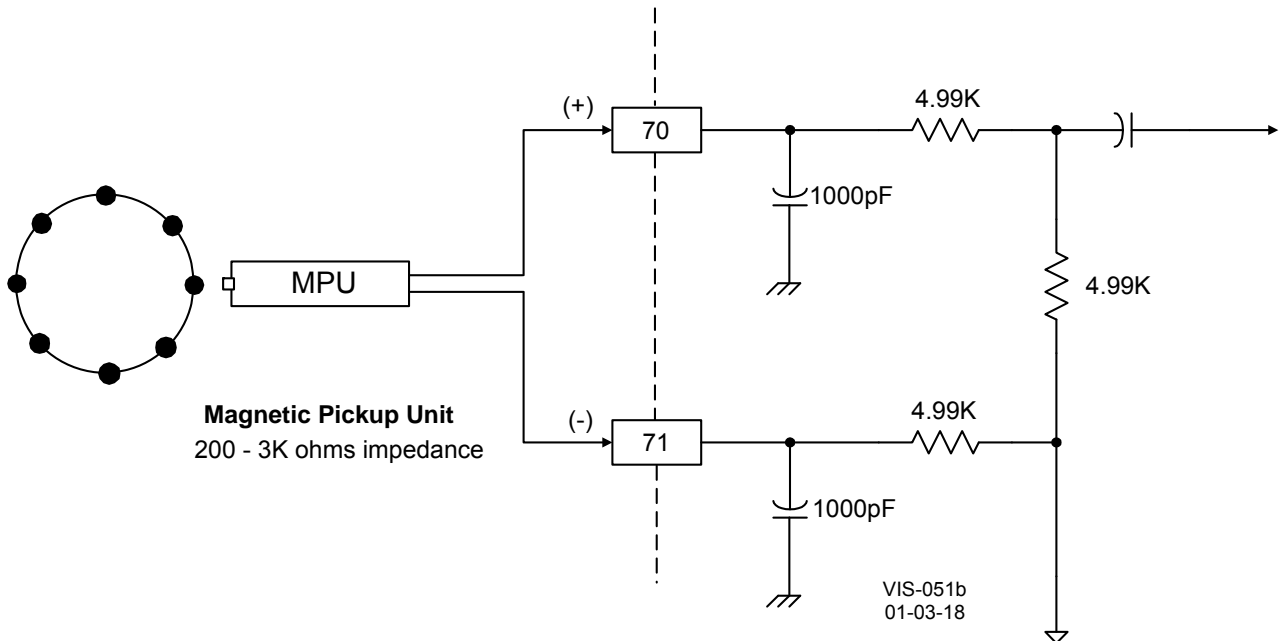 (+)
70
4.99K
1000pF
4.99K
MPU
Magnetic Pickup Unit
200 - 3K ohms impedance
(-)
71
4.99K
1000pF
VIS-051b
01-03-18